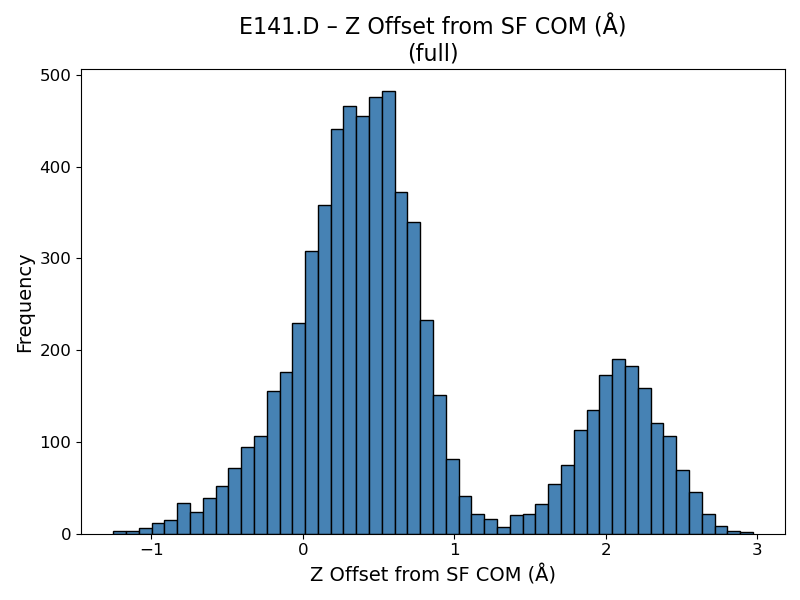 E141.D – Z Offset from SF COM (Å)
(full)
500
400
300
200
100
0
Frequency
−1
0
1
2
3
Z Offset from SF COM (Å)